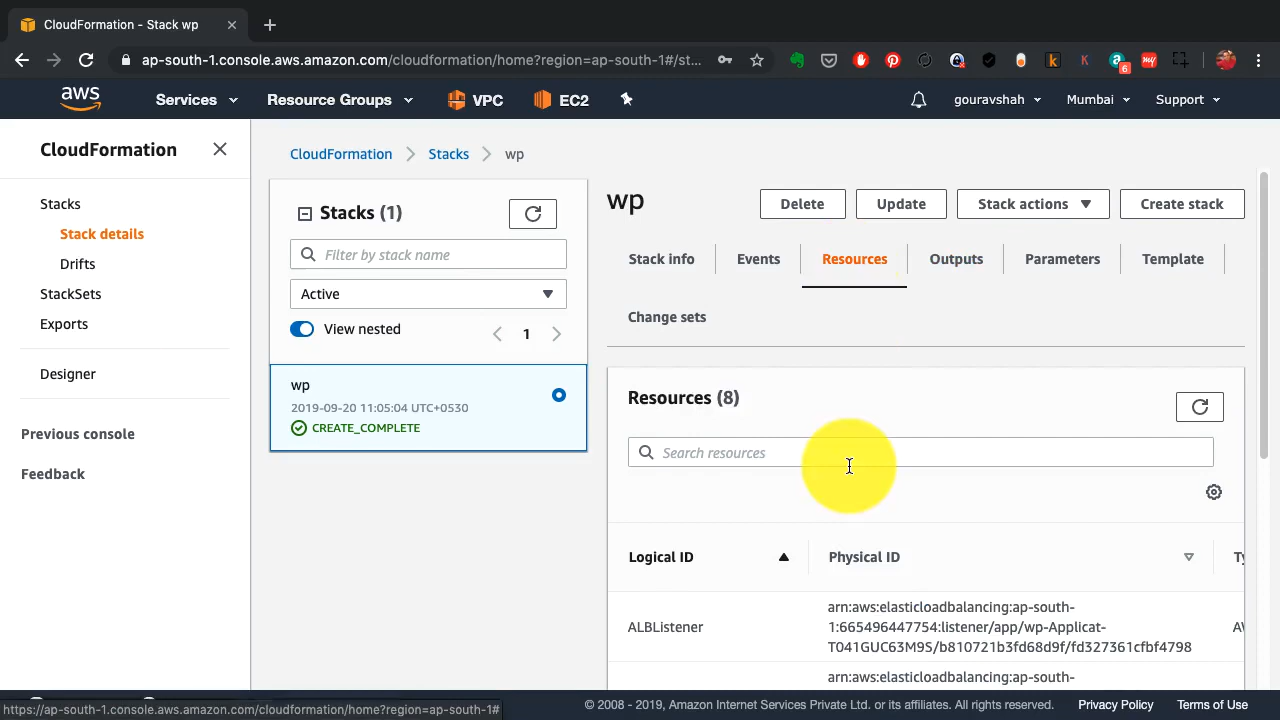 CloudFormation - Stack wp
ap-south-1.console.aws.amazon.com/cloudformation/home?region=ap-south-1#/st...
6
my
k
K
a
aws
Services
Resource Groups
VPC
EC2
gouravshah
Mumbai
Support
CloudFormation
Stacks
Stack details
Drifts
StackSets
Exports
Designer
Previous console
Feedback
CloudFormation
Stacks
wp
Stacks (1)
Filter by stack name
Active
View nested
1
wp
2019-09-20 11:05:04 UTC+0530
CREATE_COMPLETE
wp
Delete
Update
Stack actions
Create stack
Stack info
Events
Resources
Outputs
Parameters
Template
Change sets
Resources (8)
Search resources
Logical ID
Physical ID
ALBListener
arn:aws:elasticloadbalancing:ap-south-
1:665496447754:listener/app/wp-Applicat-
T041GUC63M9S/b810721b3fd68d9f/fd327361cfbf4798
arn:aws:elasticloadbalancing:ap-south-
https://ap-south-1.console.aws.amazon.com/cloudformation/home?region=ap-south-1#
© 2008 - 2019, Amazon Internet Services Private Ltd. or its affiliates. All rights reserved.
Privacy Policy
Terms of Use